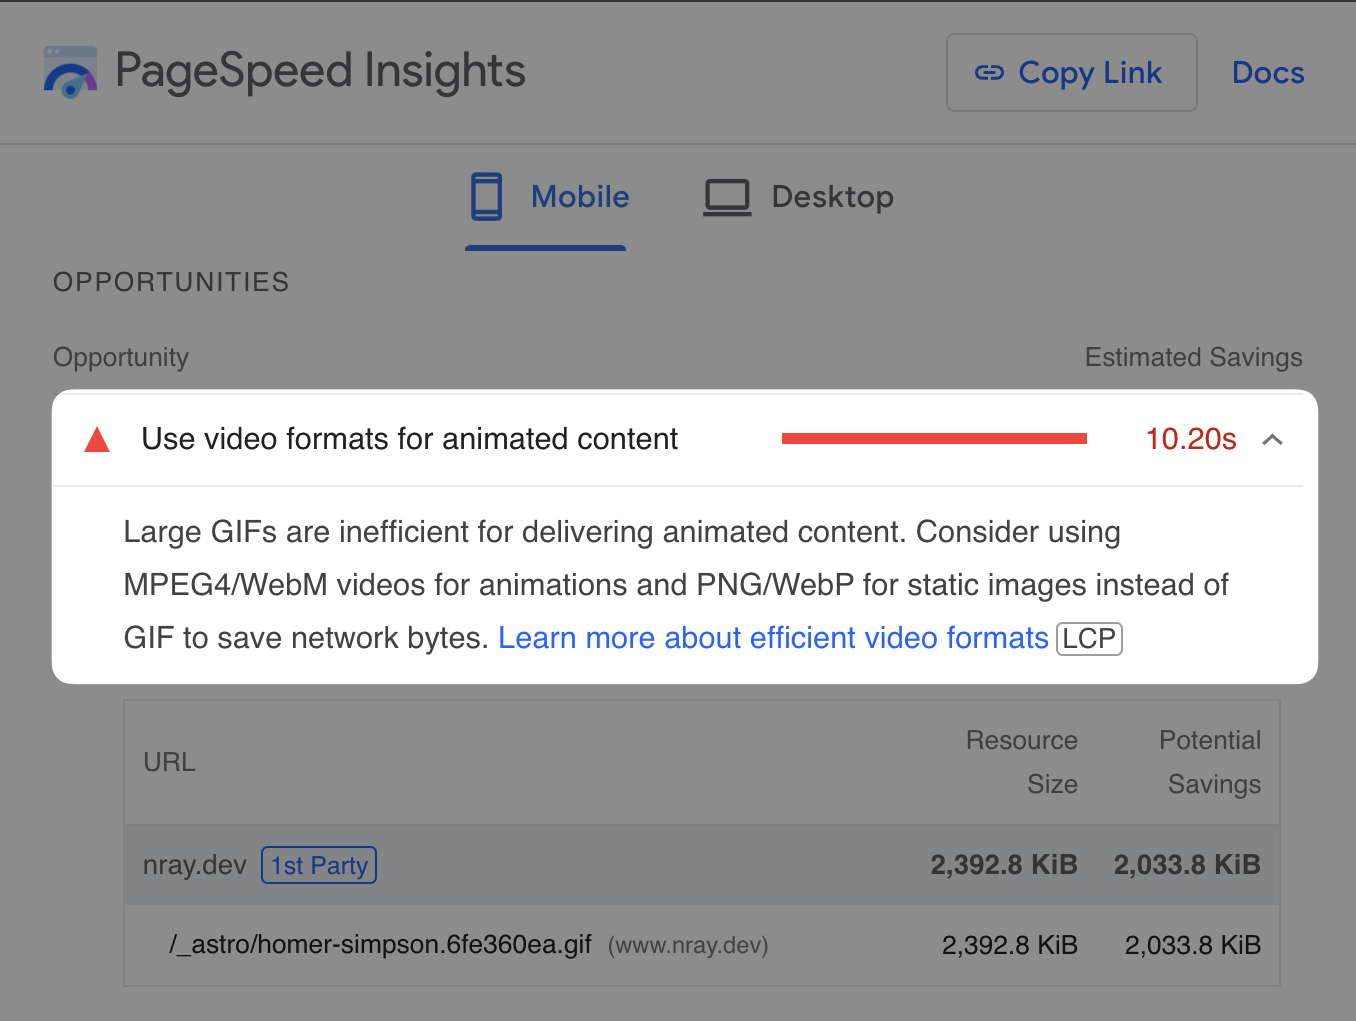 PageSpeed Insights
Copy Link
Docs
Mobile
Desktop
OPPORTUNITIES
Opportunity
Estimated Savings
Use video formats for animated content
10.20s
Large GIFs are inefficient for delivering animated content. Consider using
MPEG4/WebM videos for animations and PNG/WebP for static images instead of
GIF to save network bytes. Learn more about efficient video formats LCP
URL
Resource
Size
Potential
Savings
nray.dev 1st Party 2,392.8 KiB 2,033.8 KiB
/_astro/homer-simpson.6fe360ea.gif (www.nray.dev) 2,392.8 KiB 2,033.8 KiB